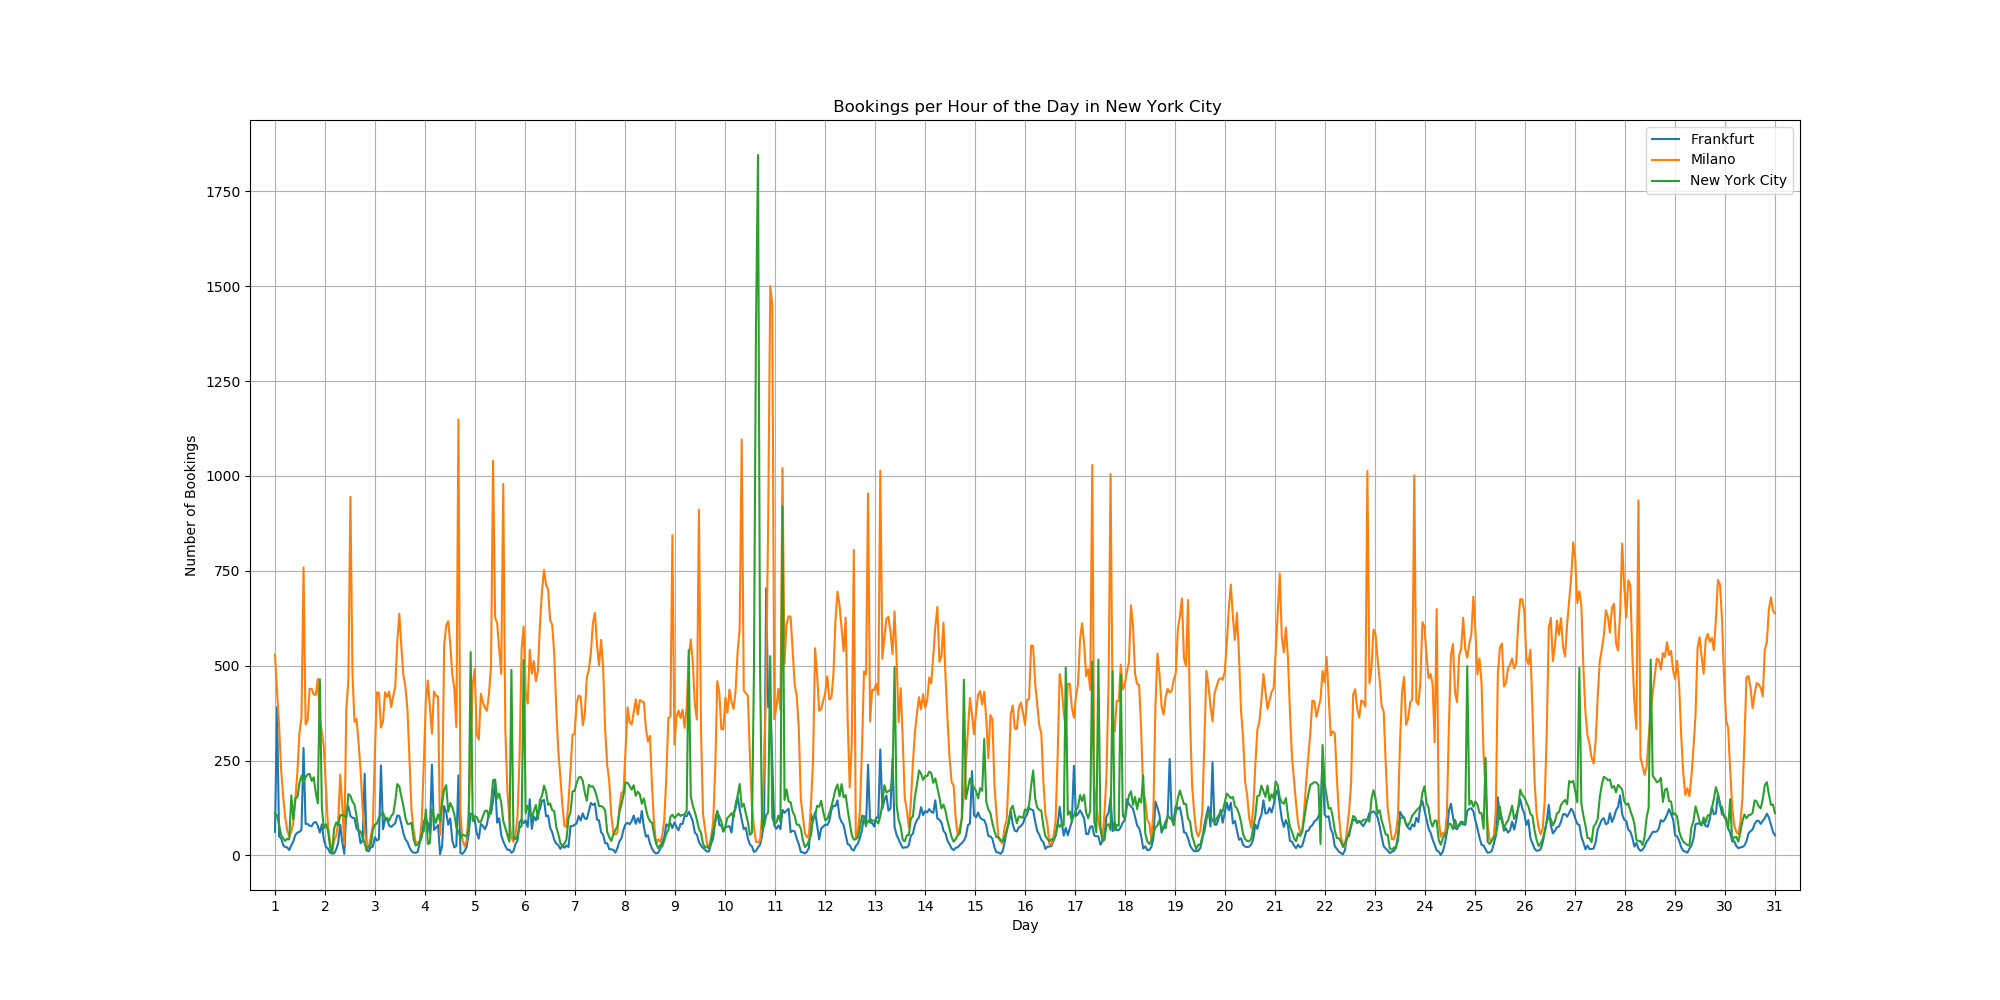 Bookings per Hour of the Day in New York City
Frankfurt
Milano
New York City
Number of Bookings
1750
1500
1250
1000
750
500
250
0
1 2 3 4 5 6 7 8 9 10 11 12 13 14 15 16 17 18 19 20 21 22 23 24 25 26 27 28 29 30 31
Day